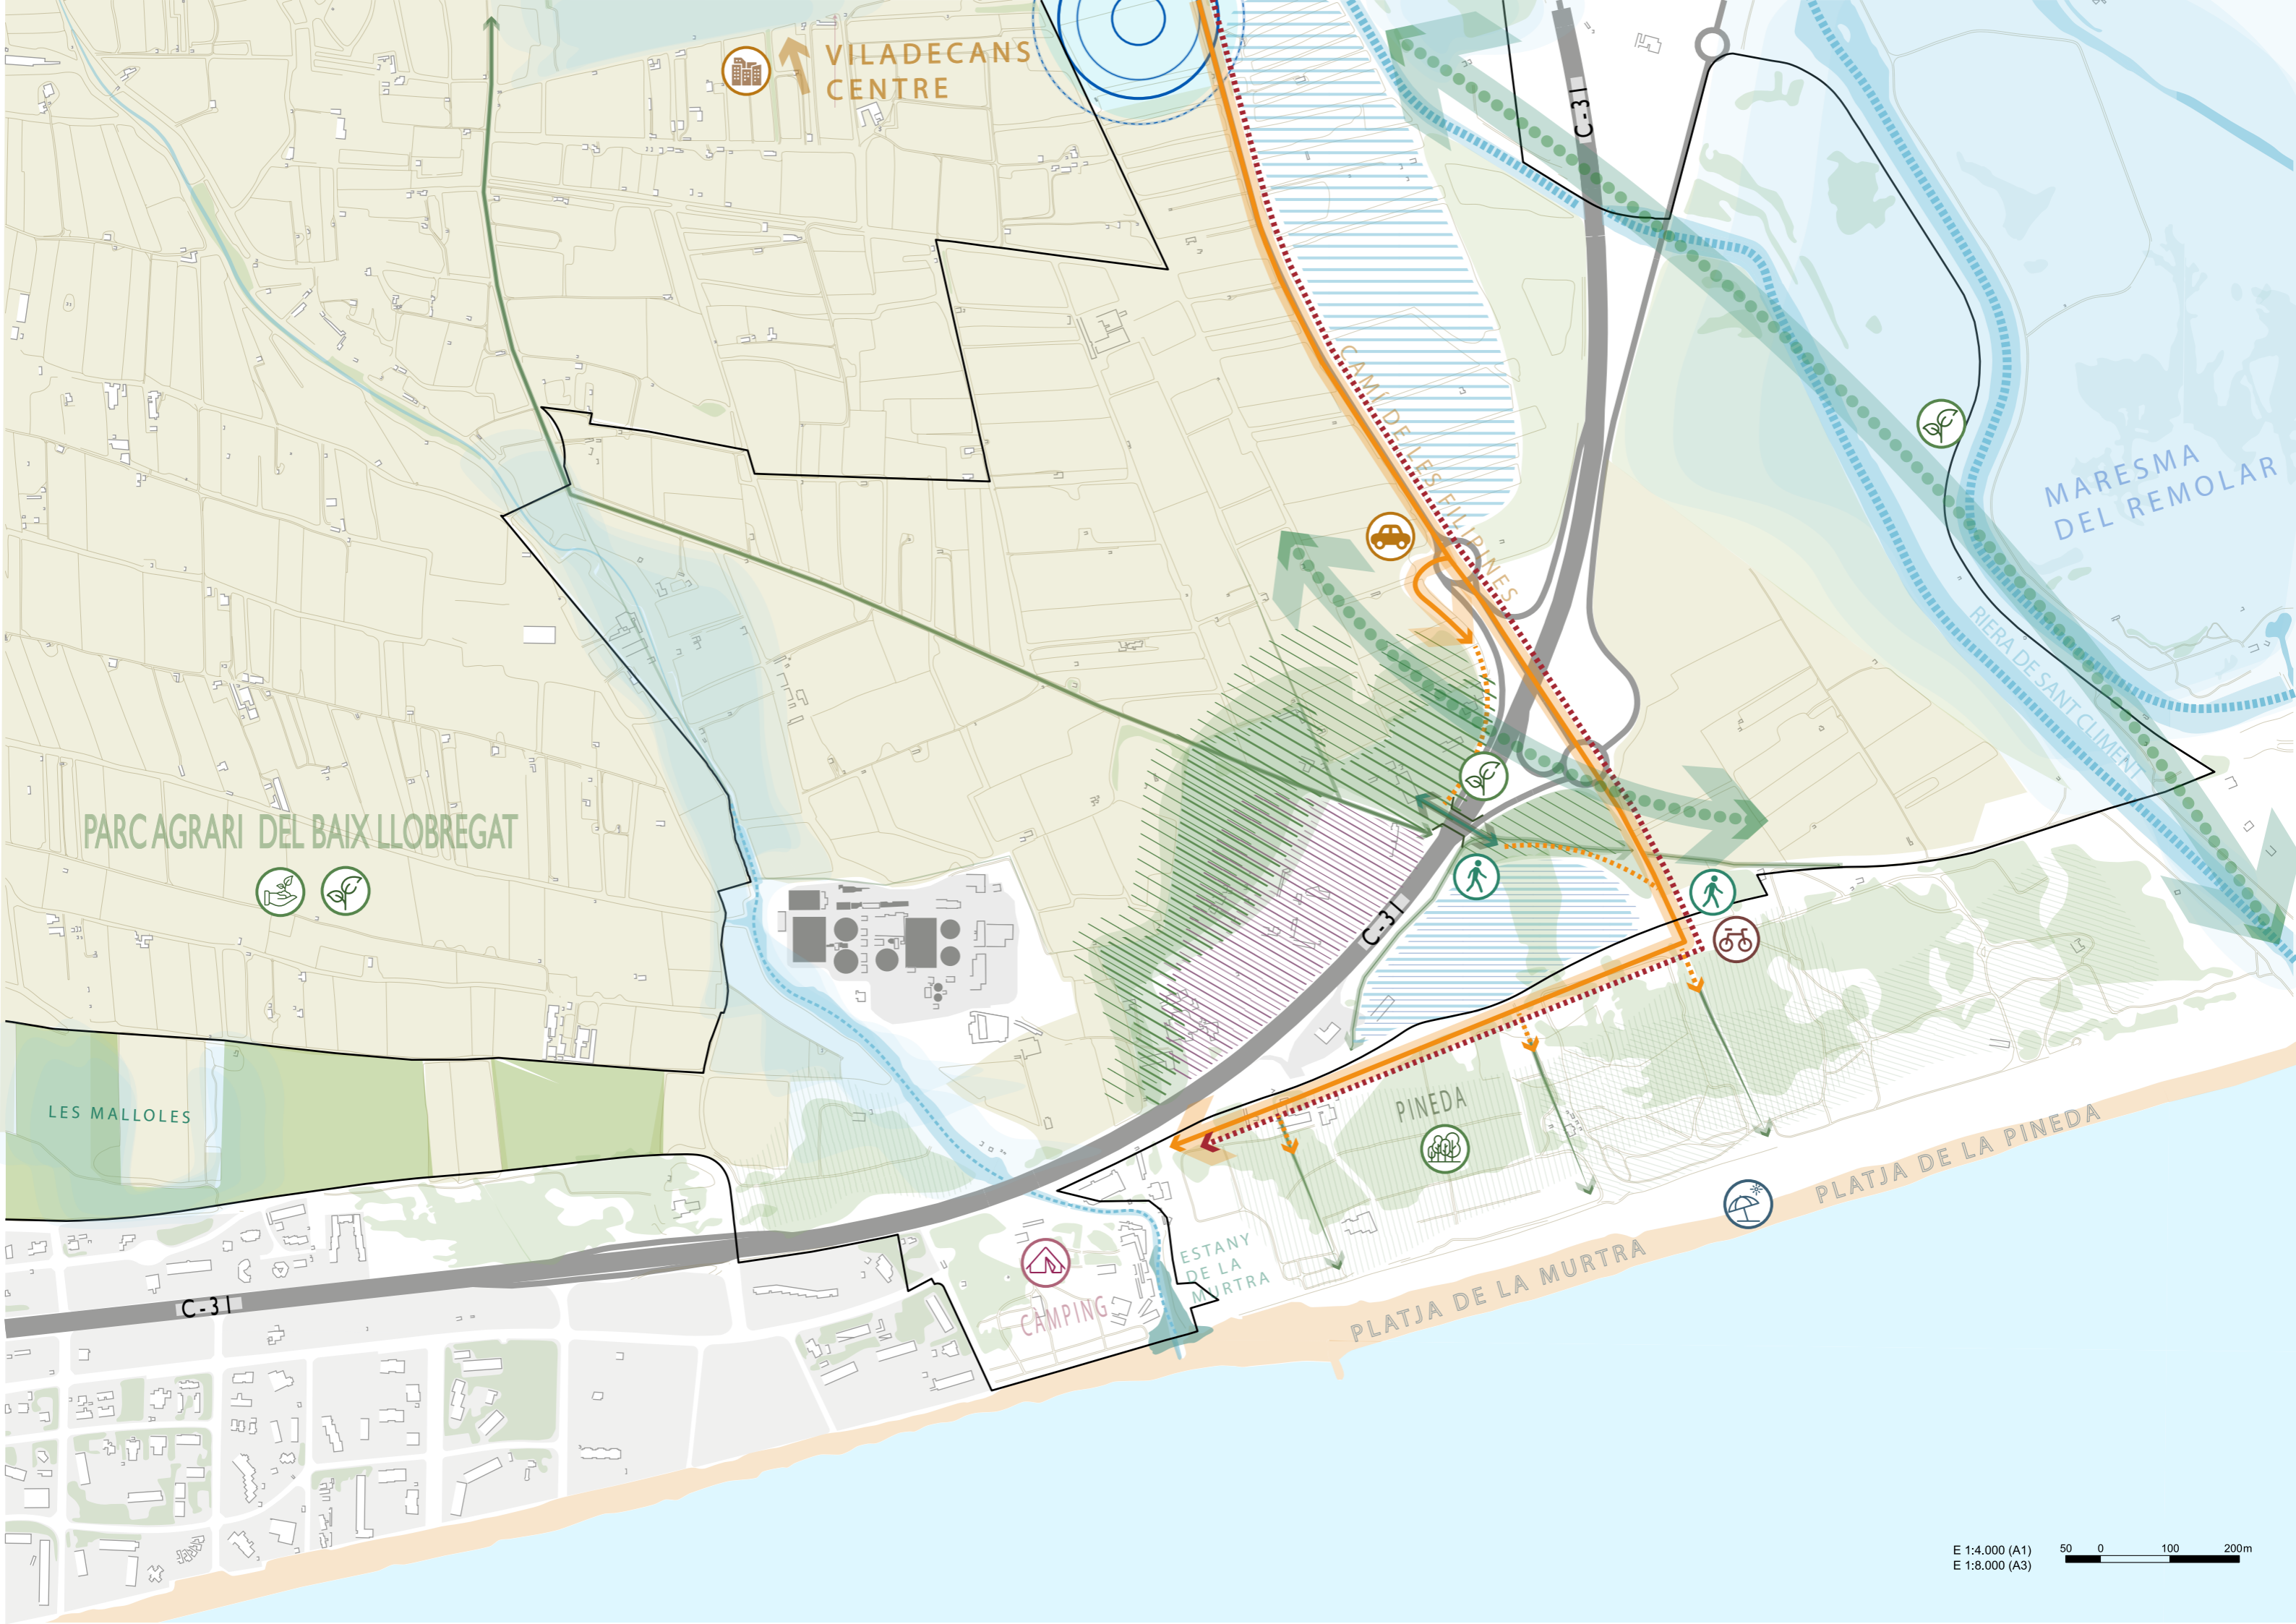 VILADECANS
CENTRE
C-31
CAMÍ DE LES FILIPINES
MARESMA
DEL REMOLAR
RIERA DE SANT CLIMENT
PARC AGRARI DEL BAIX LLOBREGAT
C-31
LES MALLOLES
PINEDA
PLATJA DE LA PINEDA
ESTANY
DE LA
MURTRA
PLATJA DE LA MURTRA
CÀMPING
C-31
E 1:4.000 (A1)
E 1:8.000 (A3)
50 0 100 200m